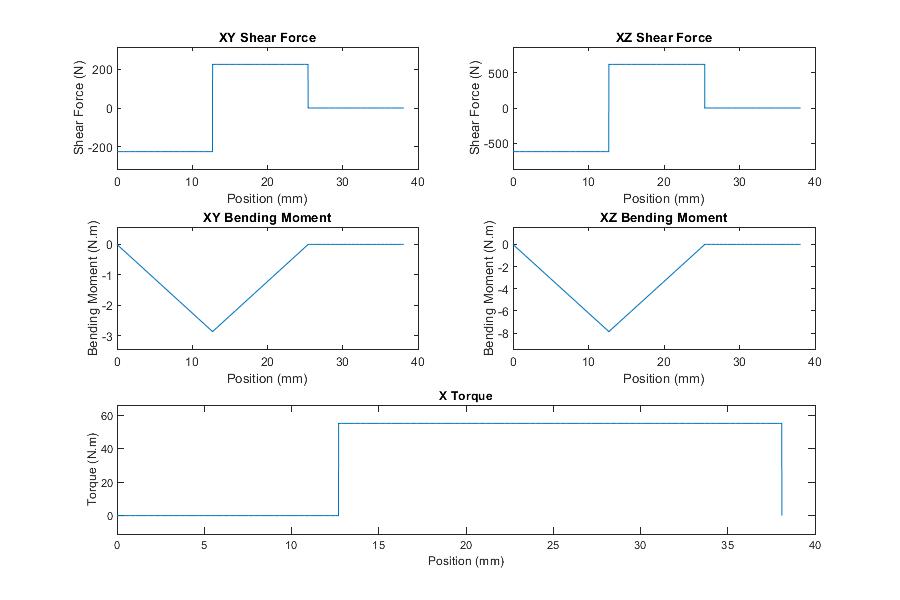 XY Shear Force
Shear Force (N)
200
0
-200
0 10 20 30 40
Position (mm)
XZ Shear Force
Shear Force (N)
500
0
-500
0 10 20 30 40
Position (mm)
XY Bending Moment
Bending Moment (N.m)
0
-1
-2
-3
0 10 20 30 40
Position (mm)
XZ Bending Moment
Bending Moment (N.m)
0
-2
-4
-6
-8
0 10 20 30 40
Position (mm)
X Torque
Torque (N.m)
60
40
20
0
0 5 10 15 20 25 30 35 40
Position (mm)